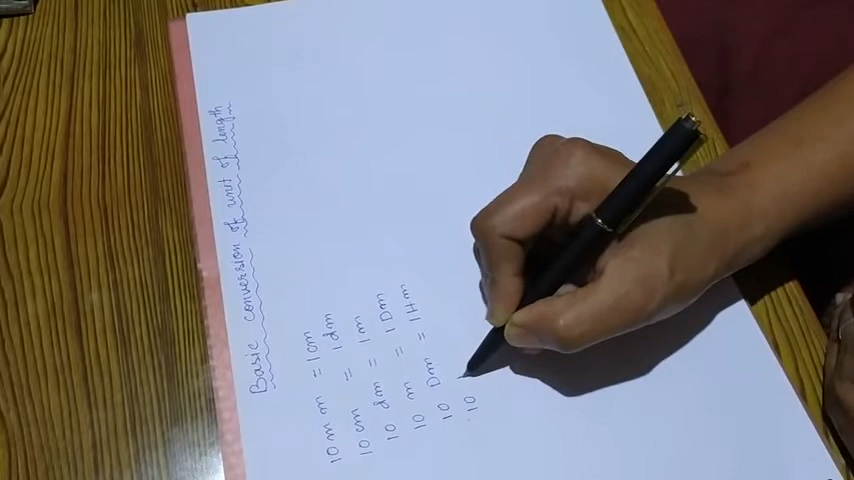 Basic conversion of unit of length
10 mm = 1 cm
10 cm = 1 dm
10 dm = 1 m
10 m = 1 Dm
10 Dm = 1 Hm
10